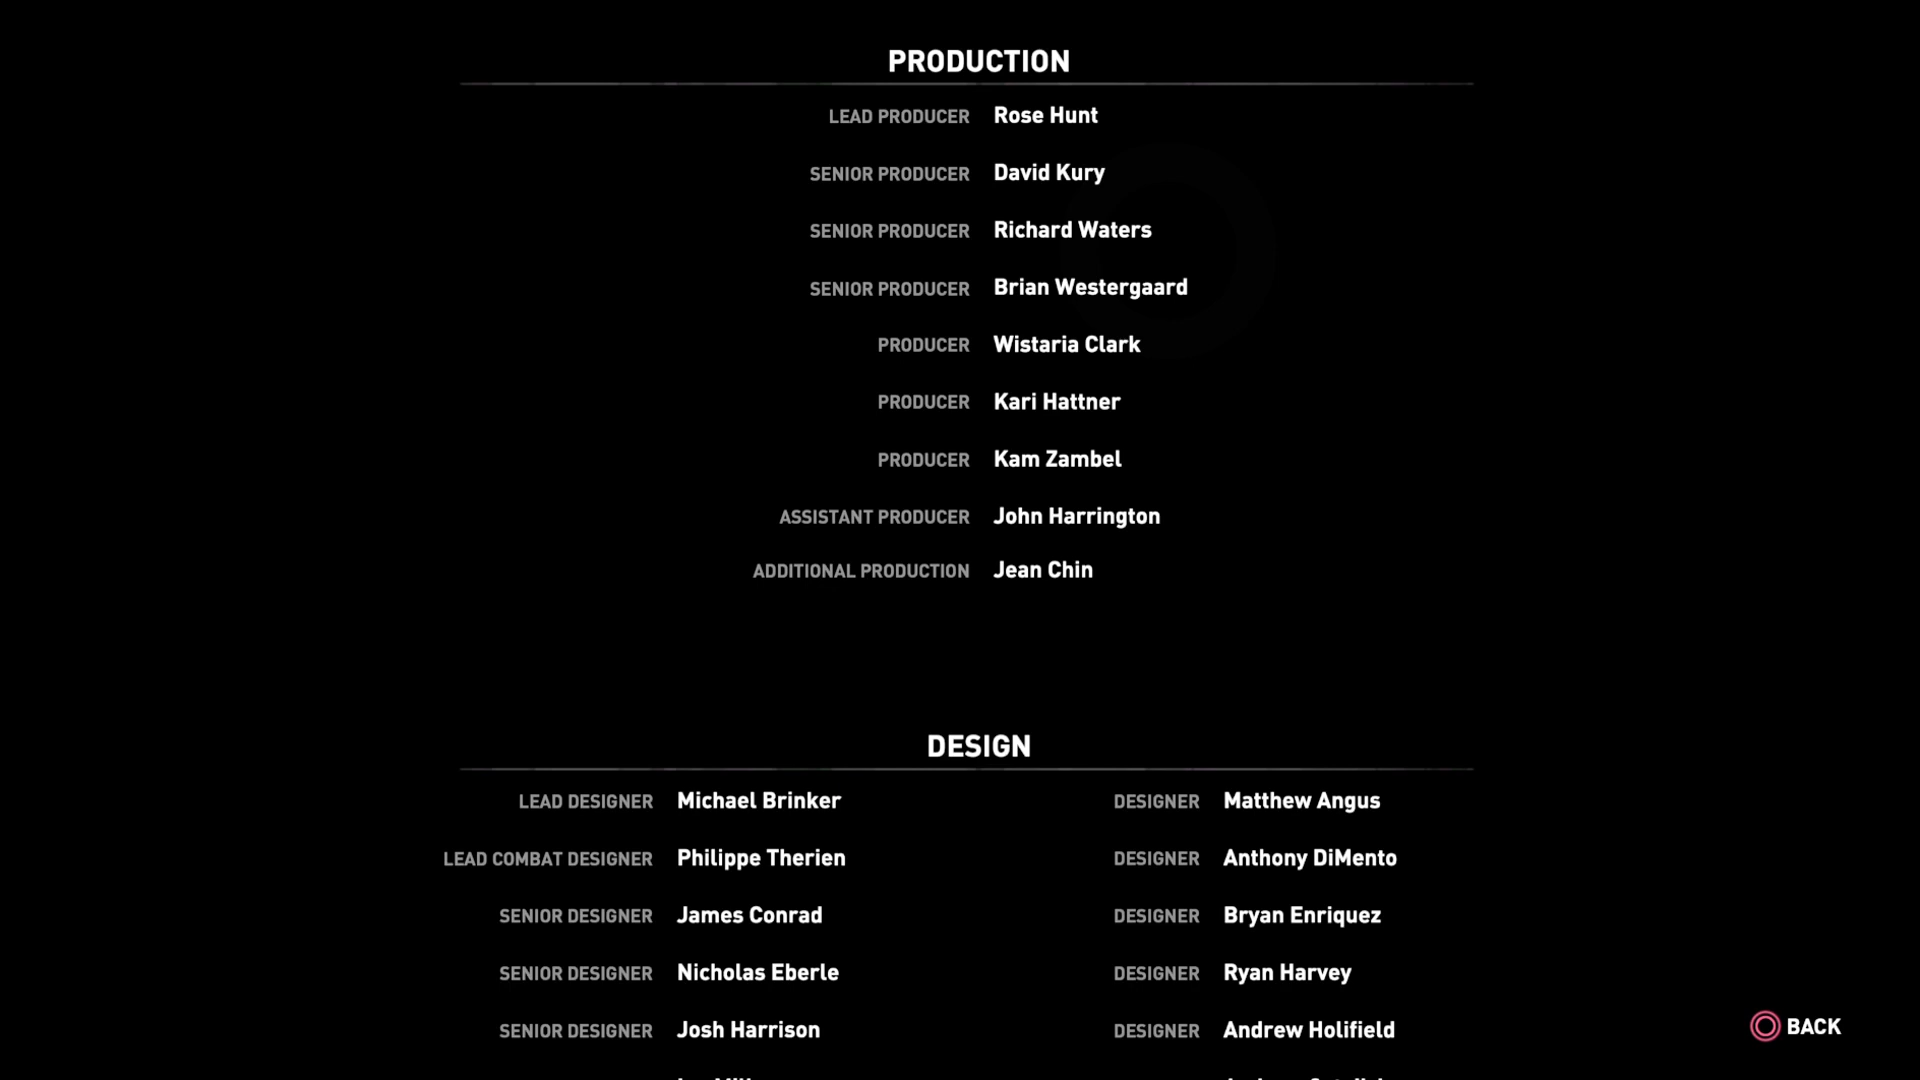 PRODUCTION
LEAD PRODUCER Rose Hunt
SENIOR PRODUCER David Kury
SENIOR PRODUCER Richard Waters
SENIOR PRODUCER Brian Westergaard
PRODUCER Wistaria Clark
PRODUCER Kari Hattner
PRODUCER Kam Zambel
ASSISTANT PRODUCER John Harrington
ADDITIONAL PRODUCTION Jean Chin
DESIGN
LEAD DESIGNER Michael Brinker DESIGNER Matthew Angus
LEAD COMBAT DESIGNER Philippe Therien DESIGNER Anthony DiMento
SENIOR DESIGNER James Conrad DESIGNER Bryan Enriquez
SENIOR DESIGNER Nicholas Eberle DESIGNER Ryan Harvey
SENIOR DESIGNER Josh Harrison DESIGNER Andrew Holifield
BACK